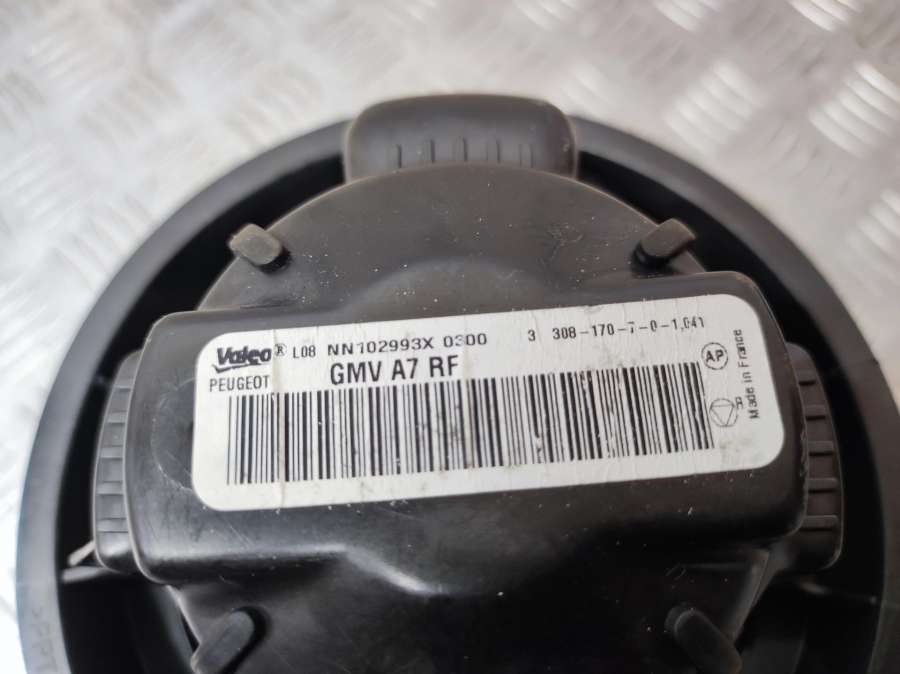 Valeo® L08 NN102993X 0300 3 308-170-7-0-1,041
PEUGEOT GMV A7 RF
AP
R
Made in France